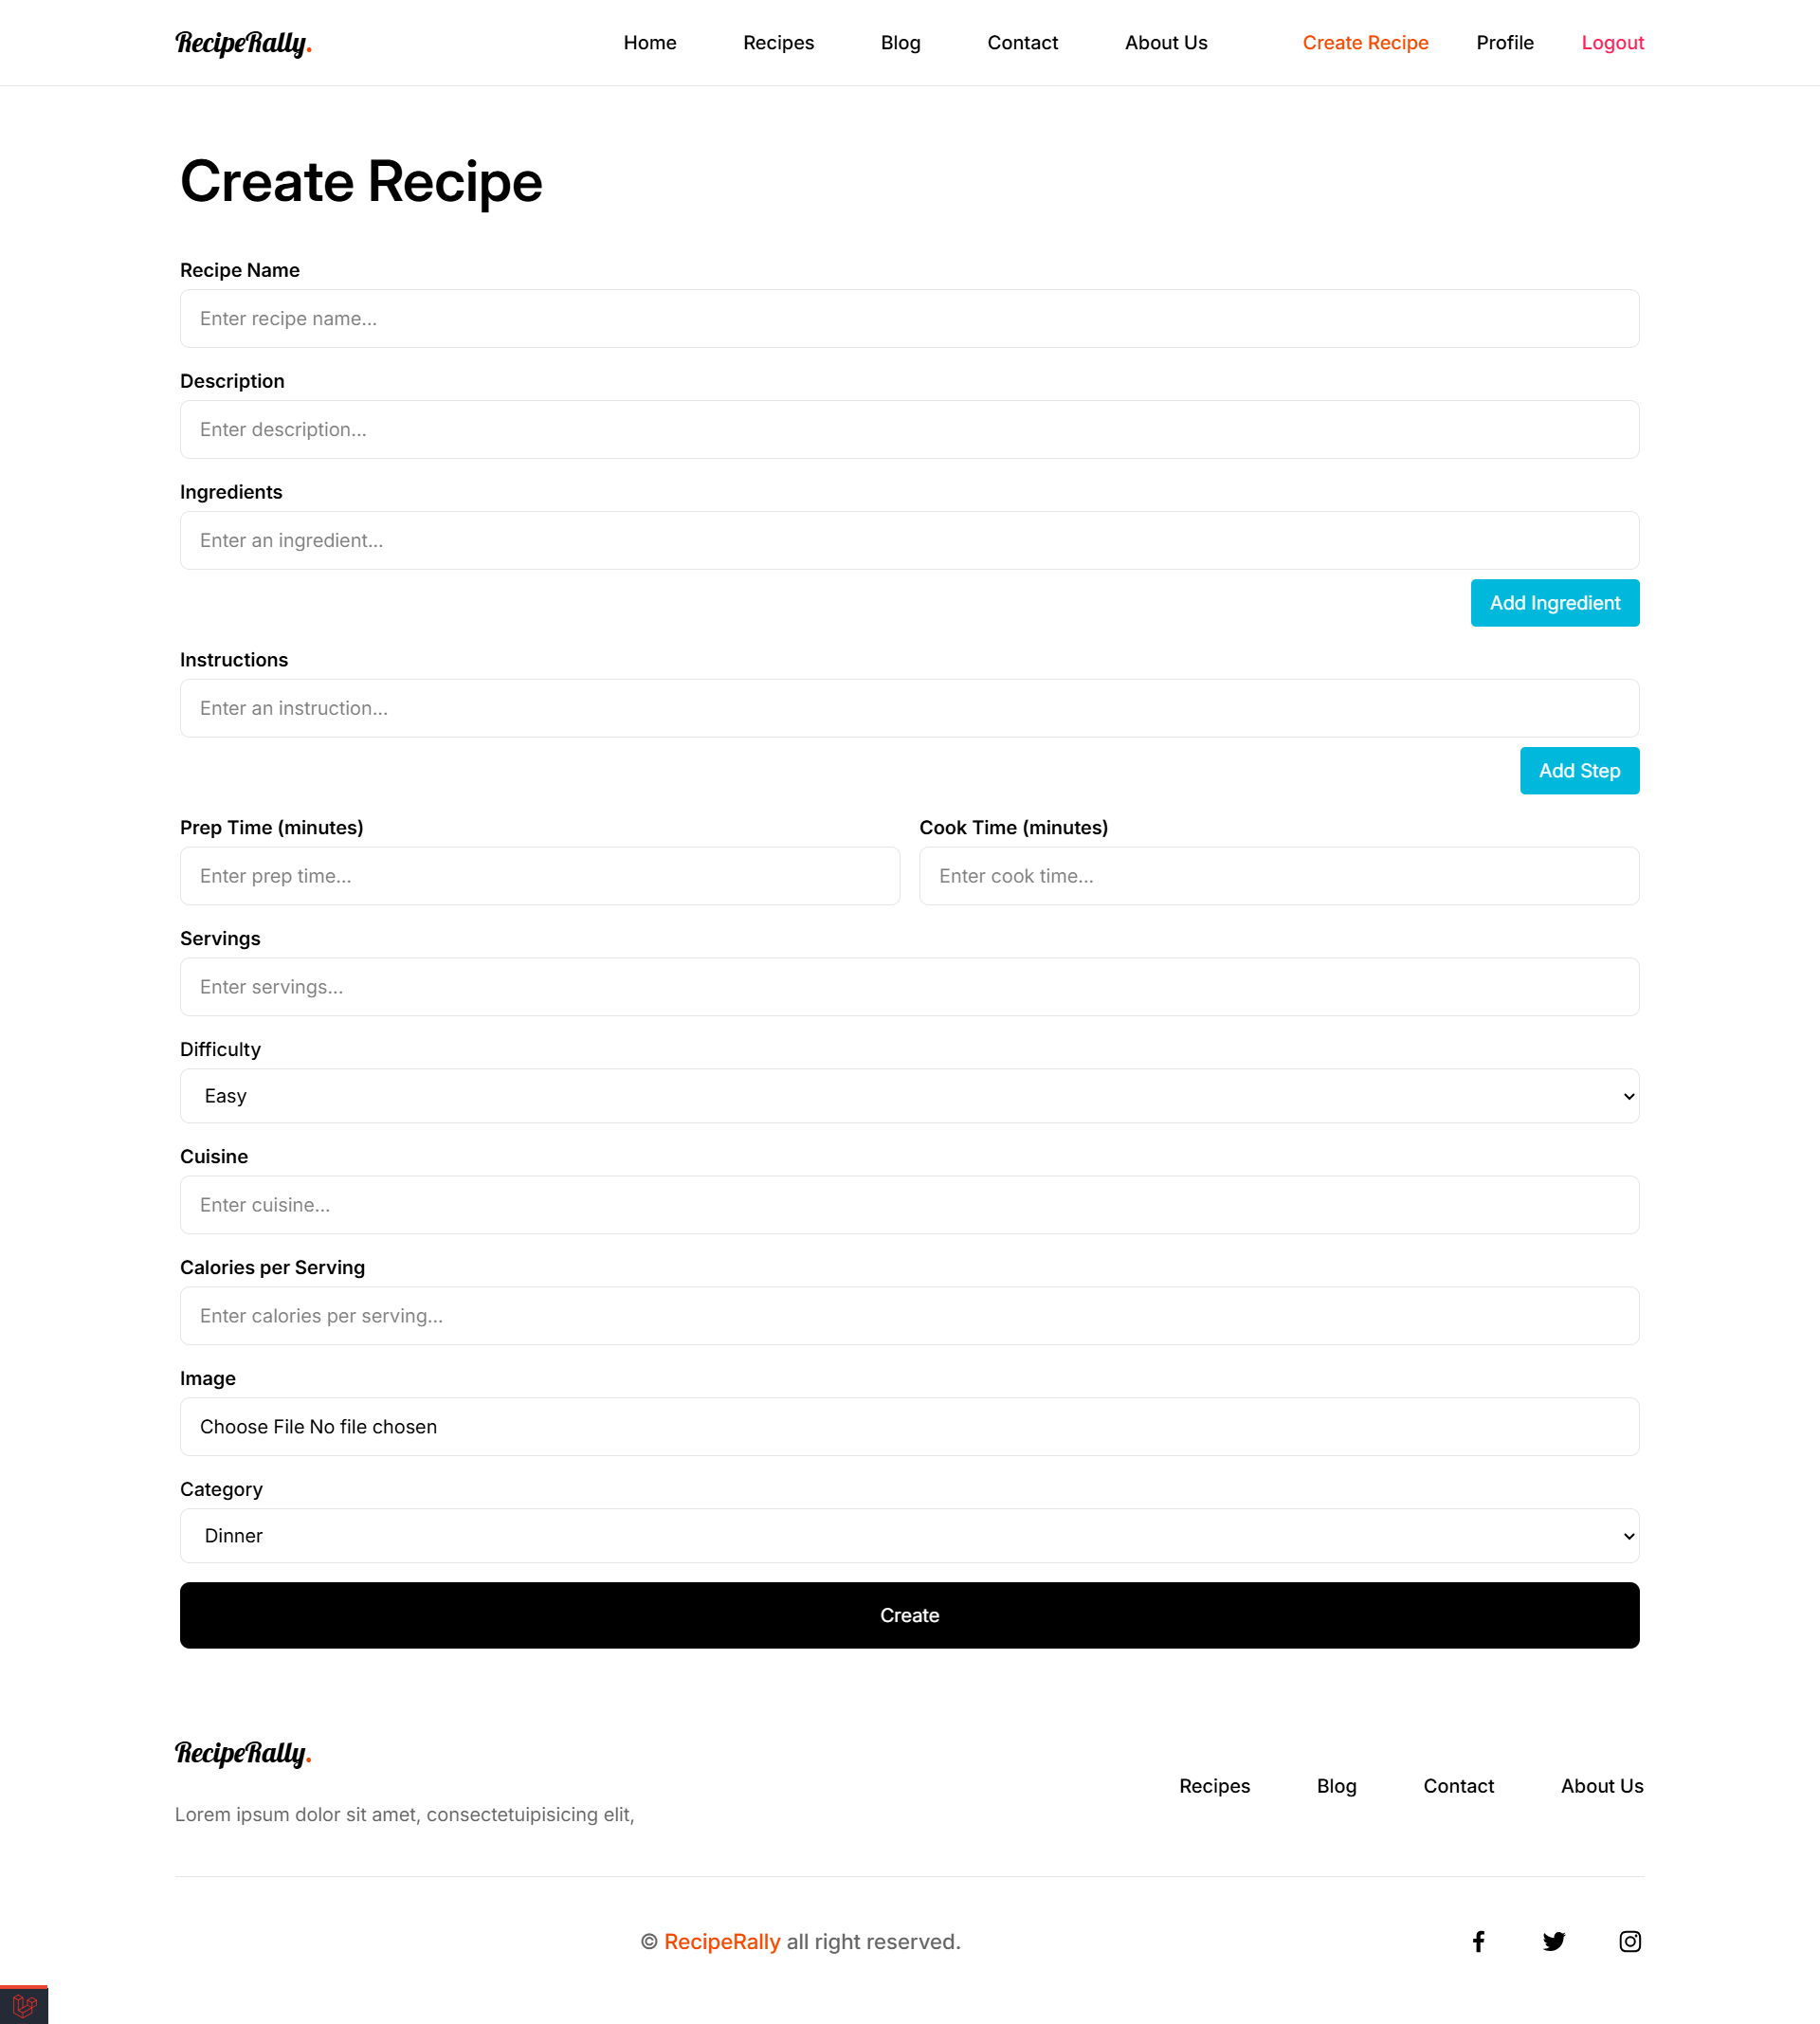 RecipeRally.
Home Recipes Blog Contact About Us Create Recipe Profile Logout
Create Recipe
Recipe Name
Enter recipe name...
Description
Enter description...
Ingredients
Enter an ingredient...
Add Ingredient
Instructions
Enter an instruction...
Add Step
Prep Time (minutes) Cook Time (minutes)
Enter prep time... Enter cook time...
Servings
Enter servings...
Difficulty
Easy
Cuisine
Enter cuisine...
Calories per Serving
Enter calories per serving...
Image
Choose File No file chosen
Category
Dinner
Create
RecipeRally.
Recipes Blog Contact About Us
Lorem ipsum dolor sit amet, consectetuipisicing elit,
© RecipeRally all right reserved.